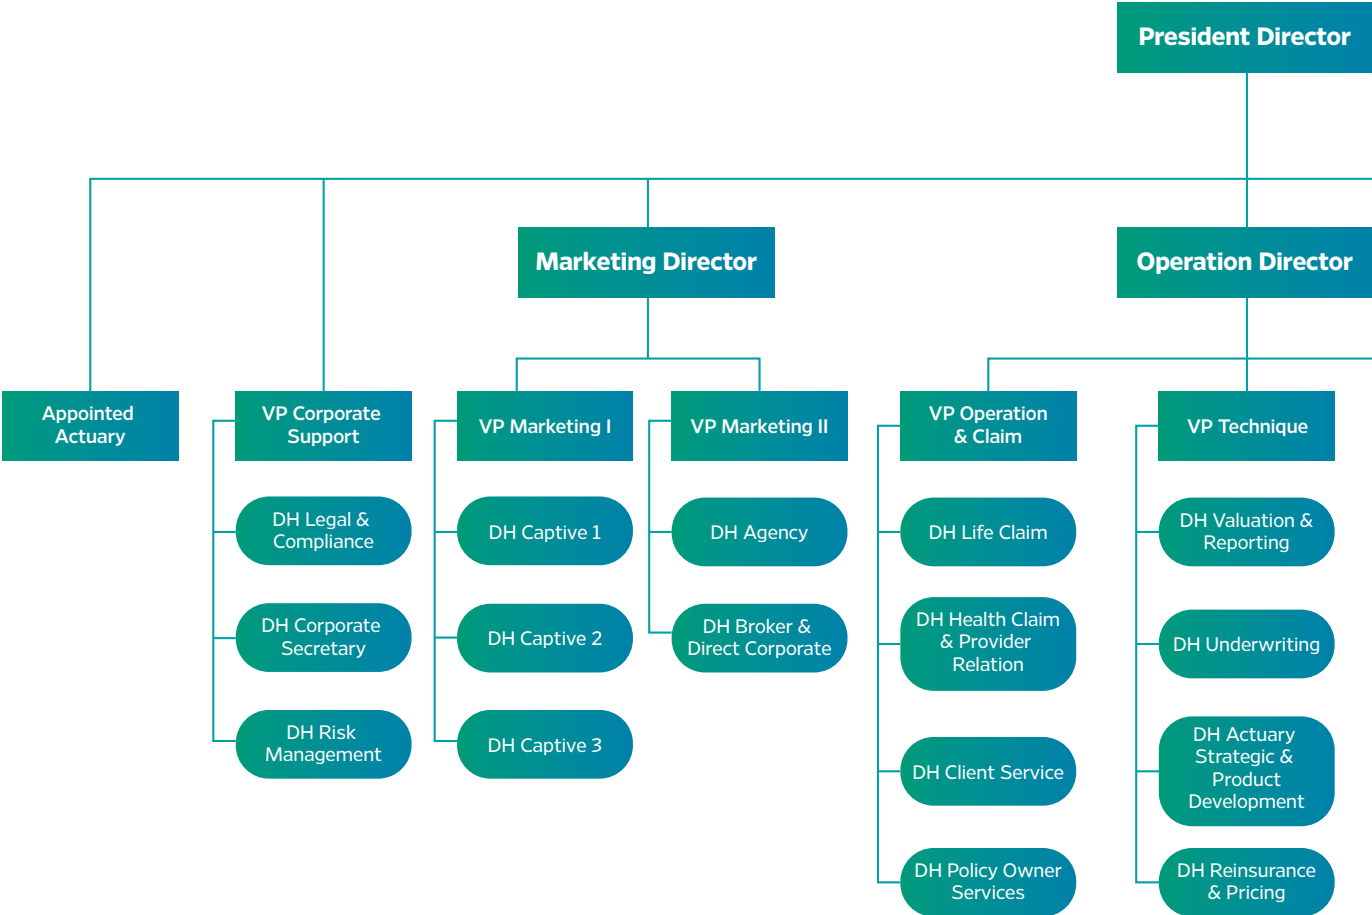 President Director
Marketing Director
Operation Director
Appointed
Actuary
VP Corporate
Support
VP Marketing I
VP Marketing II
VP Operation
& Claim
VP Technique
DH Legal &
Compliance
DH Corporate
Secretary
DH Risk
Management
DH Captive 1
DH Captive 2
DH Captive 3
DH Agency
DH Broker &
Direct Corporate
DH Life Claim
DH Health Claim
& Provider
Relation
DH Client Service
DH Policy Owner
Services
DH Valuation &
Reporting
DH Underwriting
DH Actuary
Strategic &
Product
Development
DH Reinsurance
& Pricing